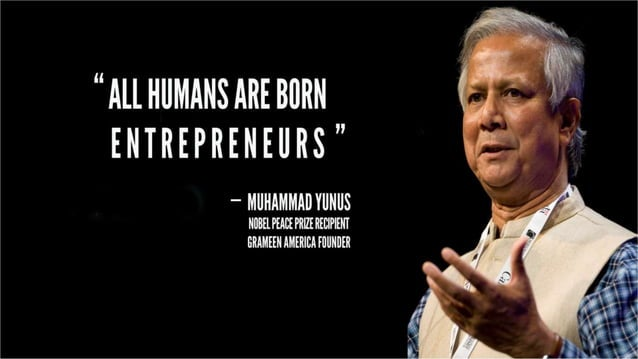 “ ALL HUMANS ARE BORN
ENTREPRENEURS ”
— MUHAMMAD YUNUS
NOBEL PEACE PRIZE RECIPIENT
GRAMEEN AMERICA FOUNDER